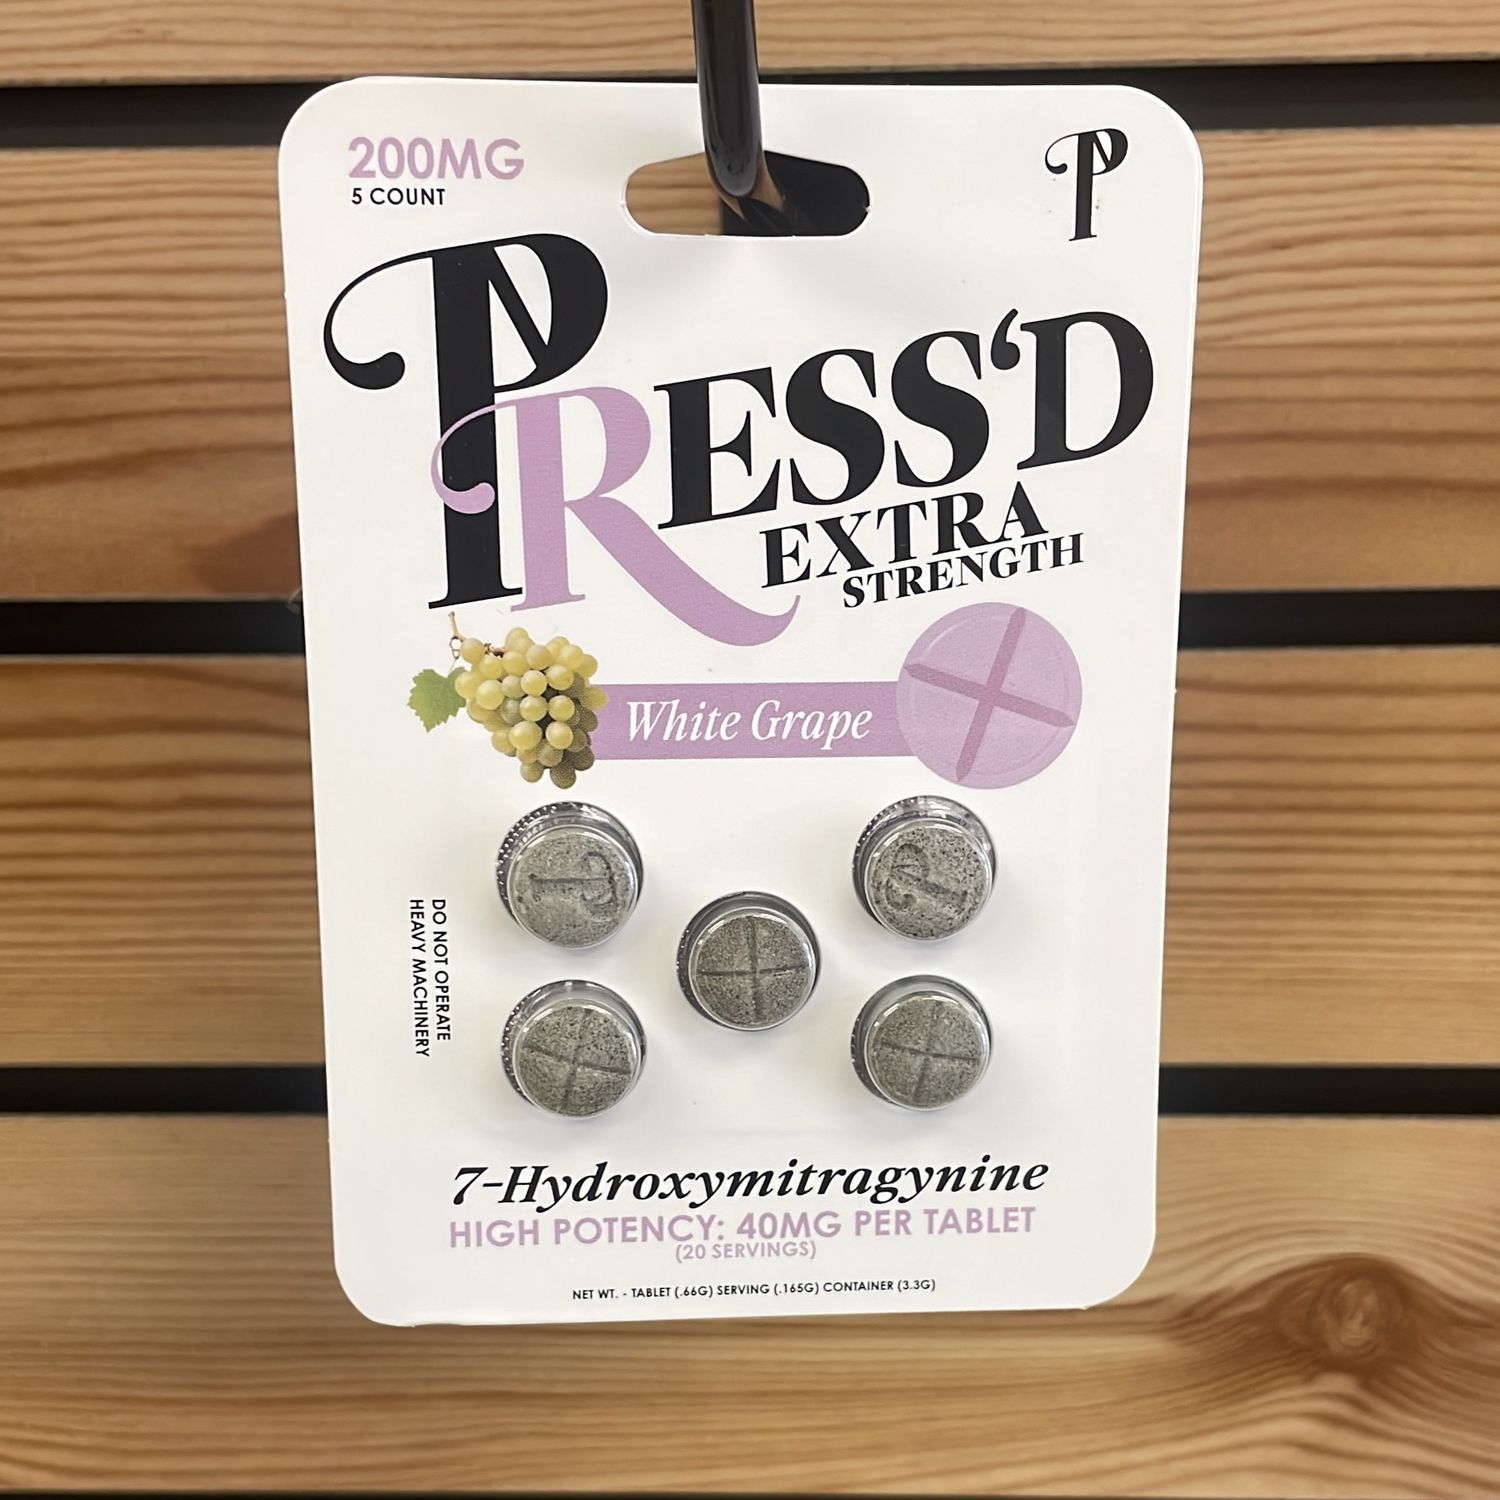 200MG
5 COUNT
P
PRESS'D
EXTRA
STRENGTH
White Grape
P
P
DO NOT OPERATE
HEAVY MACHINERY
7-Hydroxymitragynine
HIGH POTENCY: 40MG PER TABLET
(20 SERVINGS)
NET WT. - TABLET (.66G) SERVING (.165G) CONTAINER (3.3G)